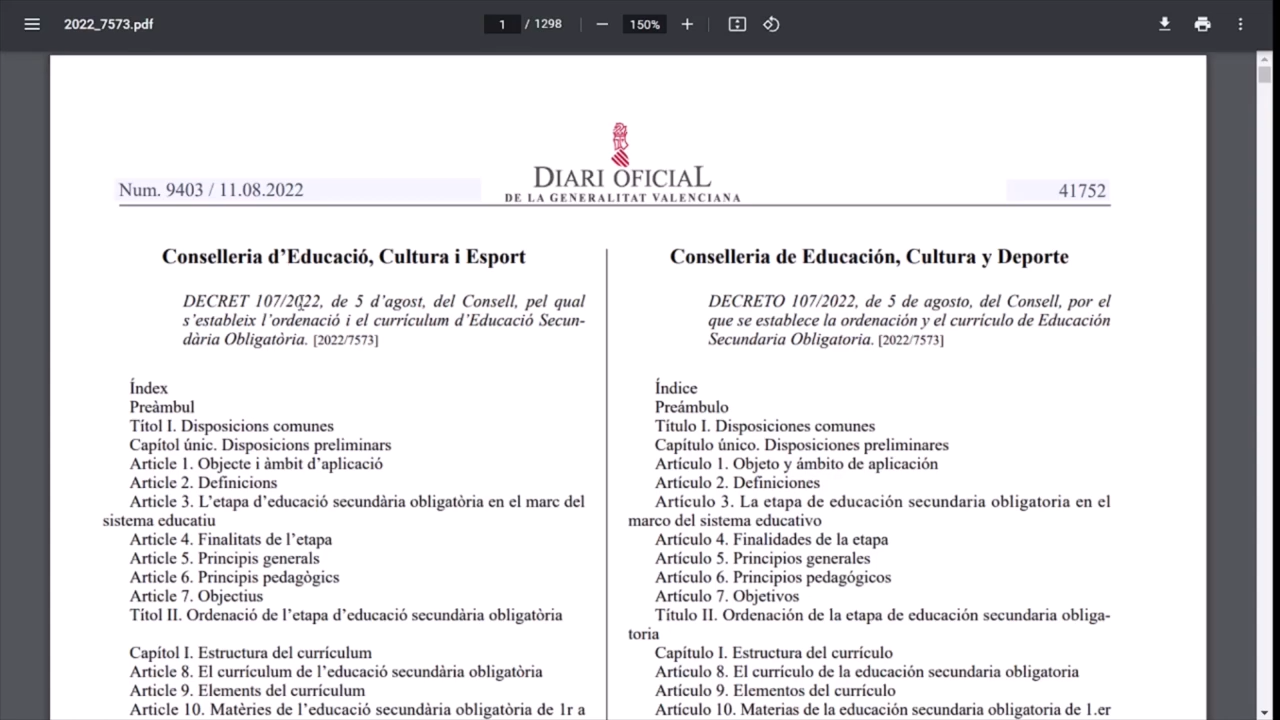 2022_7573.pdf
1 / 1298
150%
DIARI OFICIAL
DE LA GENERALITAT VALENCIANA
Num. 9403 / 11.08.2022
41752
Conselleria d’Educació, Cultura i Esport
DECRET 107/2022, de 5 d’agost, del Consell, pel qual
s’estableix l’ordenació i el currículum d’Educació Secun-
dària Obligatòria. [2022/7573]
Índex
Preàmbul
Títol I. Disposicions comunes
Capítol únic. Disposicions preliminars
Article 1. Objecte i àmbit d’aplicació
Article 2. Definicions
Article 3. L’etapa d’educació secundària obligatòria en el marc del
sistema educatiu
Article 4. Finalitats de l’etapa
Article 5. Principis generals
Article 6. Principis pedagògics
Article 7. Objectius
Títol II. Ordenació de l’etapa d’educació secundària obligatòria
Capítol I. Estructura del currículum
Article 8. El currículum de l’educació secundària obligatòria
Article 9. Elements del currículum
Article 10. Matèries de l’educació secundària obligatòria de 1r a
Conselleria de Educación, Cultura y Deporte
DECRETO 107/2022, de 5 de agosto, del Consell, por el
que se establece la ordenación y el currículo de Educación
Secundaria Obligatoria. [2022/7573]
Índice
Preámbulo
Título I. Disposiciones comunes
Capítulo único. Disposiciones preliminares
Artículo 1. Objeto y ámbito de aplicación
Artículo 2. Definiciones
Artículo 3. La etapa de educación secundaria obligatoria en el
marco del sistema educativo
Artículo 4. Finalidades de la etapa
Artículo 5. Principios generales
Artículo 6. Principios pedagógicos
Artículo 7. Objetivos
Título II. Ordenación de la etapa de educación secundaria obliga-
toria
Capítulo I. Estructura del currículo
Artículo 8. El currículo de la educación secundaria obligatoria
Artículo 9. Elementos del currículo
Artículo 10. Materias de la educación secundaria obligatoria de 1.er